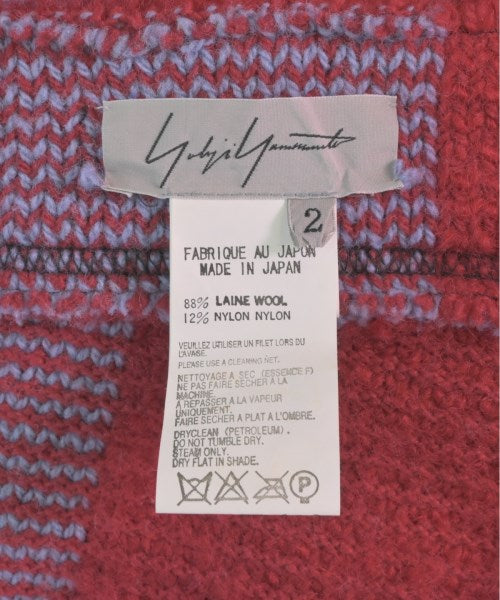 Yohji Yamamoto
2
FABRIQUE AU JAPON
MADE IN JAPAN
88% LAINE WOOL
12% NYLON NYLON
VEUILLEZ UTILISER UN FILET LORS DU
LAVASE.
PLEASE USE A CLEANING NET.
NETTOYAGE A SEC (ESSENCE F)
NE PAS FAIRE SECHER A LA
MACHINE.
A REPASSER A LA VAPEUR
UNIQUEMENT.
FAIRE SECHER A PLAT A L'OMBRE.
DRYCLEAN (PETROLEUM).
DO NOT TUMBLE DRY.
STEAM ONLY.
DRY FLAT IN SHADE.
P